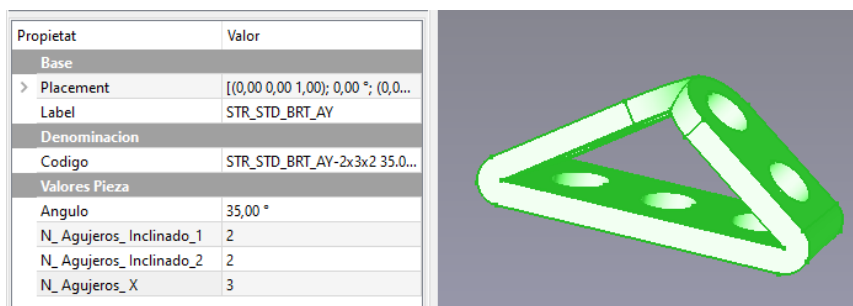 Propietat Valor
Base
Placement [(0,00 0,00 1,00); 0,00 °; (0,0...
Label STR_STD_BRT_AY
Denominacion
Codigo STR_STD_BRT_AY-2x3x2 35.0...
Valores Pieza
Angulo 35,00 °
N_ Agujeros_ Inclinado_1 2
N_ Agujeros_ Inclinado_2 2
N_ Agujeros_ X 3